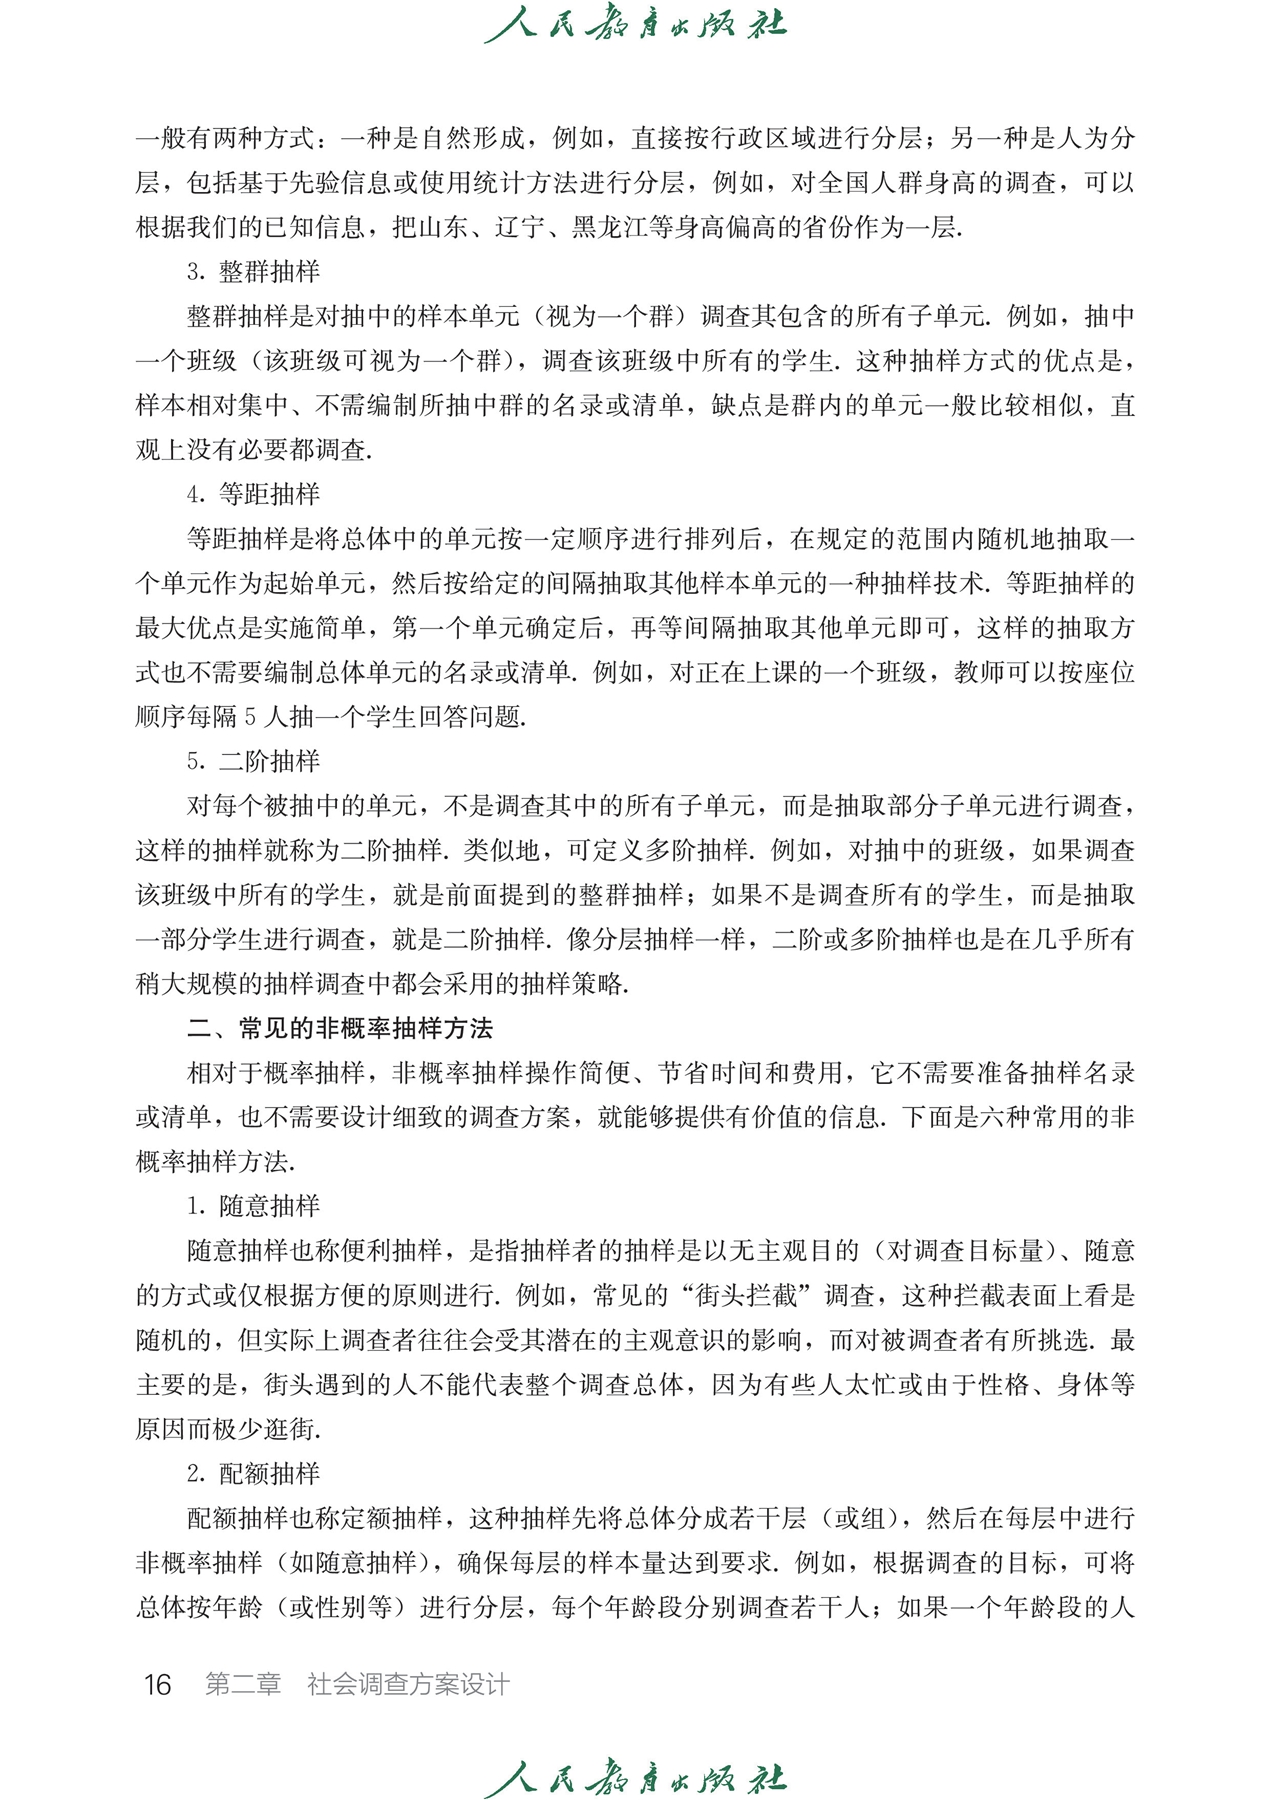 人民教育出版社
一般有两种方式：一种是自然形成，例如，直接按行政区域进行分层；另一种是人为分
层，包括基于先验信息或使用统计方法进行分层，例如，对全国人群身高的调查，可以
根据我们的已知信息，把山东、辽宁、黑龙江等身高偏高的省份作为一层.
3. 整群抽样
整群抽样是对抽中的样本单元（视为一个群）调查其包含的所有子单元. 例如，抽中
一个班级（该班级可视为一个群），调查该班级中所有的学生. 这种抽样方式的优点是，
样本相对集中、不需编制所抽中群的名录或清单，缺点是群内的单元一般比较相似，直
观上没有必要都调查.
4. 等距抽样
等距抽样是将总体中的单元按一定顺序进行排列后，在规定的范围内随机地抽取一
个单元作为起始单元，然后按给定的间隔抽取其他样本单元的一种抽样技术. 等距抽样的
最大优点是实施简单，第一个单元确定后，再等间隔抽取其他单元即可，这样的抽取方
式也不需要编制总体单元的名录或清单. 例如，对正在上课的一个班级，教师可以按座位
顺序每隔 5 人抽一个学生回答问题.
5. 二阶抽样
对每个被抽中的单元，不是调查其中的所有子单元，而是抽取部分子单元进行调查，
这样的抽样就称为二阶抽样. 类似地，可定义多阶抽样. 例如，对抽中的班级，如果调查
该班级中所有的学生，就是前面提到的整群抽样；如果不是调查所有的学生，而是抽取
一部分学生进行调查，就是二阶抽样. 像分层抽样一样，二阶或多阶抽样也是在几乎所有
稍大规模的抽样调查中都会采用的抽样策略.
二、常见的非概率抽样方法
相对于概率抽样，非概率抽样操作简便、节省时间和费用，它不需要准备抽样名录
或清单，也不需要设计细致的调查方案，就能够提供有价值的信息. 下面是六种常用的非
概率抽样方法.
1. 随意抽样
随意抽样也称便利抽样，是指抽样者的抽样是以无主观目的（对调查目标量）、随意
的方式或仅根据方便的原则进行. 例如，常见的“街头拦截”调查，这种拦截表面上看是
随机的，但实际上调查者往往会受其潜在的主观意识的影响，而对被调查者有所挑选. 最
主要的是，街头遇到的人不能代表整个调查总体，因为有些人太忙或由于性格、身体等
原因而极少逛街.
2. 配额抽样
配额抽样也称定额抽样，这种抽样先将总体分成若干层（或组），然后在每层中进行
非概率抽样（如随意抽样），确保每层的样本量达到要求. 例如，根据调查的目标，可将
总体按年龄（或性别等）进行分层，每个年龄段分别调查若干人；如果一个年龄段的人
16 第二章 社会调查方案设计
人民教育出版社